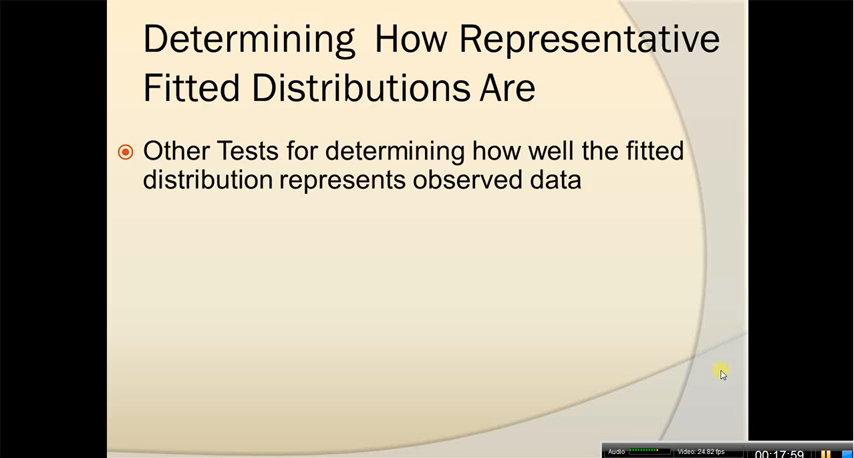 Determining  How Representative
Fitted Distributions Are
Other Tests for determining how well the fitted
distribution represents observed data
Audio
Video: 24.82 fps
00:17:59